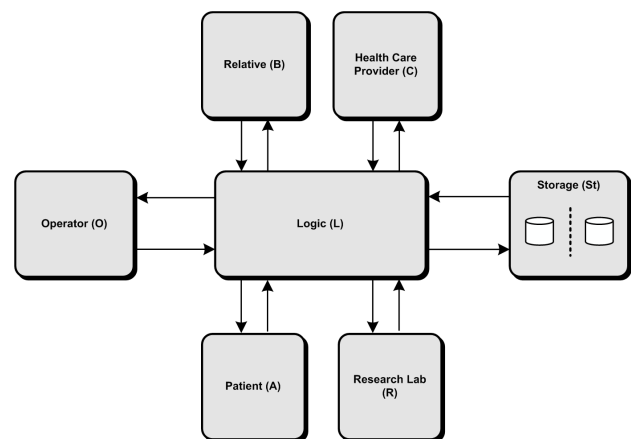 Relative (B)
Health Care
Provider (C)
Operator (O)
Logic (L)
Storage (St)
Patient (A)
Research Lab
(R)